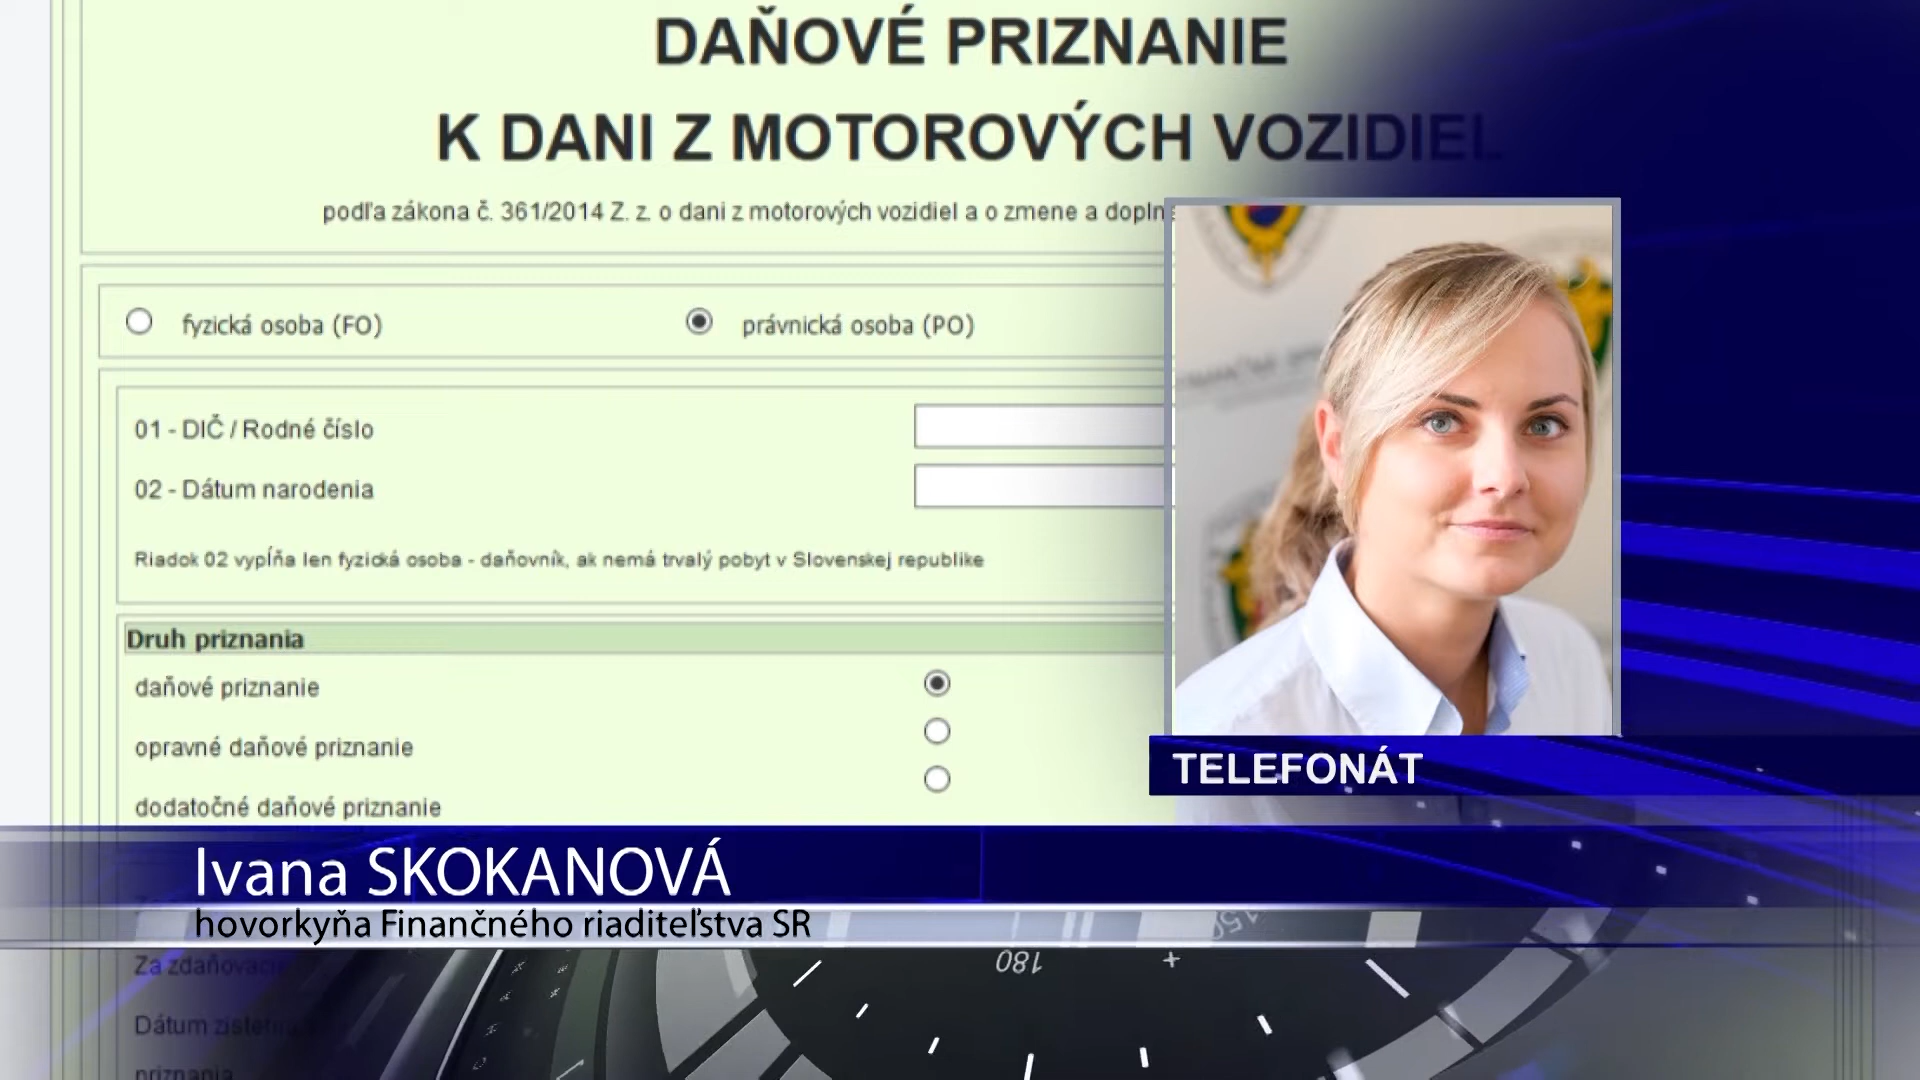 DAŇOVÉ PRIZNANIE
K DANI Z MOTOROVÝCH VOZIDIEL
podľa zákona č. 361/2014 Z. z. o dani z motorových vozidiel a o zmene a
fyzická osoba (FO)
právnická osoba (PO)
01 - DIČ / Rodné číslo
02 - Dátum narodenia
Riadok 02 vypĺňa len fyzická osoba - daňovník, ak nemá trvalý pobyt v Slovenskej republike
Druh priznania
daňové priznanie
opravné daňové priznanie
dodatočné daňové priznanie
TELEFONÁT
Ivana SKOKANOVÁ
hovorkyňa Finančného riaditeľstva SR
Za
Dátum
priznania
180